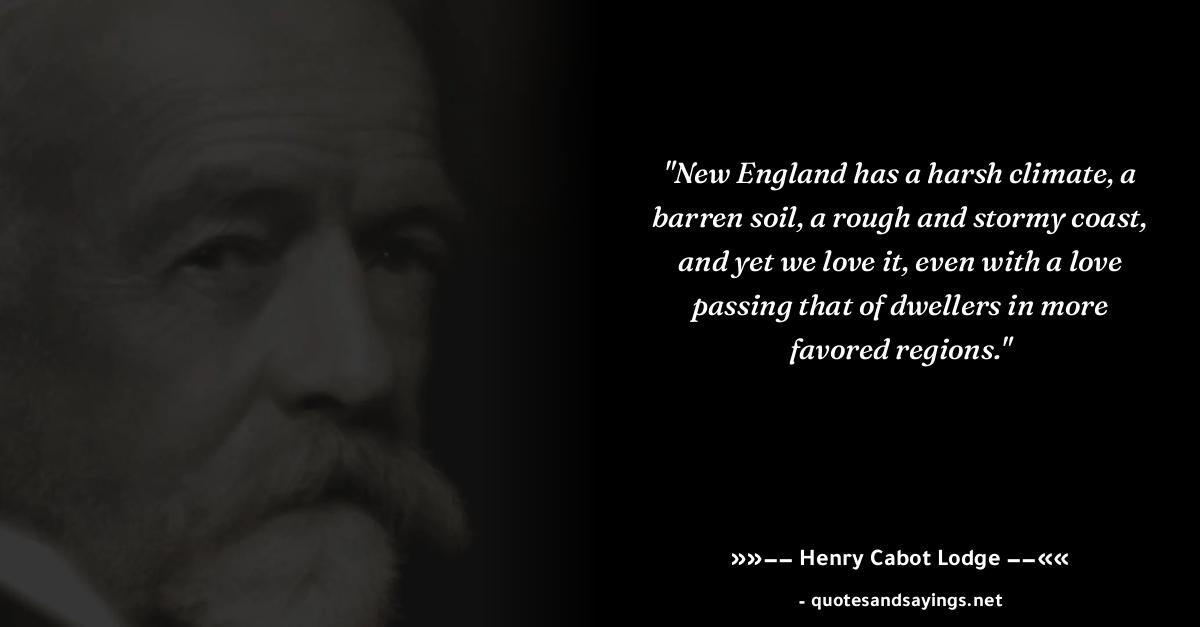 "New England has a harsh climate, a
barren soil, a rough and stormy coast,
and yet we love it, even with a love
passing that of dwellers in more
favored regions."
»»−− Henry Cabot Lodge −−««
- quotesandsayings.net